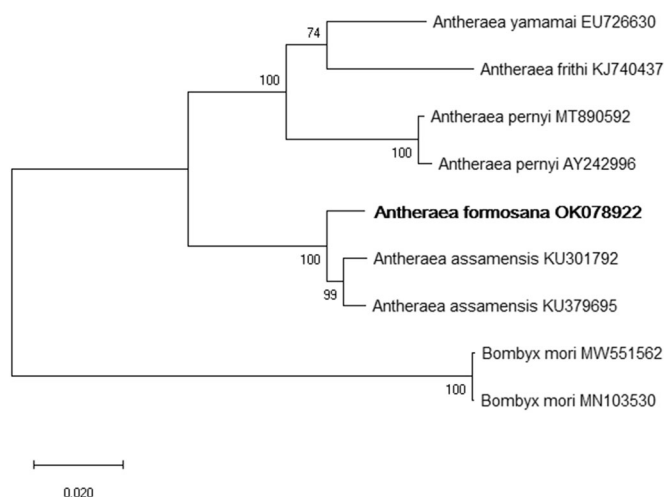 Antheraea yamamai EU726630
74
Antheraea frithi KJ740437
100
Antheraea pernyi MT890592
100
Antheraea pernyi AY242996
Antheraea formosana OK078922
100
Antheraea assamensis KU301792
99
Antheraea assamensis KU379695
Bombyx mori MW551562
100
Bombyx mori MN103530
0.020